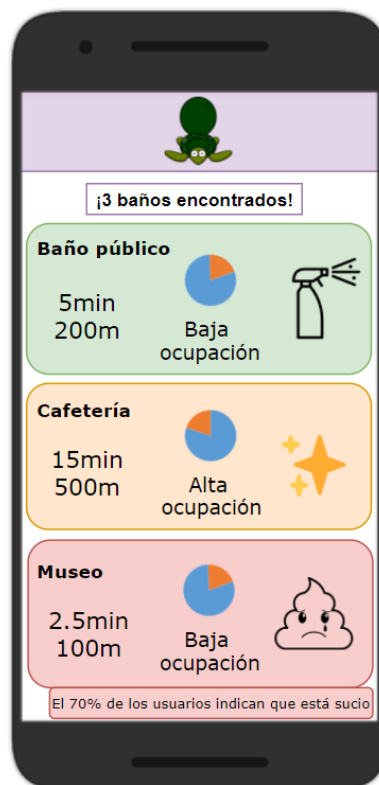 ¡3 baños encontrados!
Baño público
5min
200m
Baja
ocupación
Cafetería
15min
500m
Alta
ocupación
Museo
2.5min
100m
Baja
ocupación
El 70% de los usuarios indican que está sucio